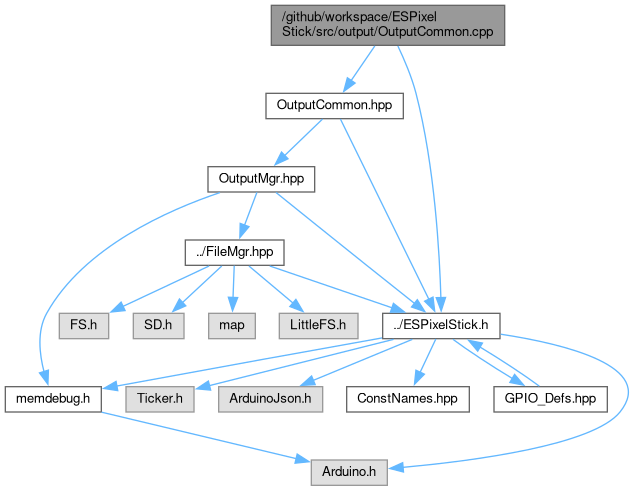 /github/workspace/ESPixel
Stick/src/output/OutputCommon.cpp
OutputCommon.hpp
OutputMgr.hpp
../FileMgr.hpp
FS.h
SD.h
map
LittleFS.h
../ESPixelStick.h
memdebug.h
Ticker.h
ArduinoJson.h
ConstNames.hpp
GPIO_Defs.hpp
Arduino.h